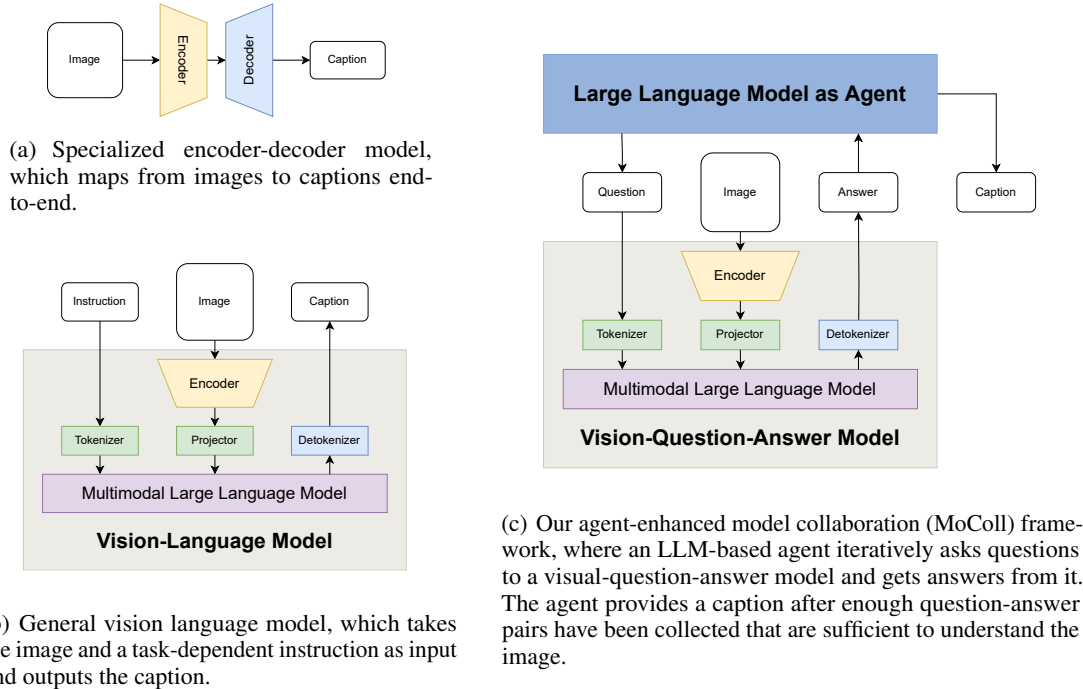 Image
Encoder
Decoder
Caption
(a) Specialized encoder-decoder model,
which maps from images to captions end-
to-end.
Instruction
Image
Caption
Encoder
Tokenizer
Projector
Detokenizer
Multimodal Large Language Model
Vision-Language Model
) General vision language model, which takes
e image and a task-dependent instruction as input
nd outputs the caption.
Large Language Model as Agent
Question
Image
Answer
Caption
Encoder
Tokenizer
Projector
Detokenizer
Multimodal Large Language Model
Vision-Question-Answer Model
(c) Our agent-enhanced model collaboration (MoColl) frame-
work, where an LLM-based agent iteratively asks questions
to a visual-question-answer model and gets answers from it.
The agent provides a caption after enough question-answer
pairs have been collected that are sufficient to understand the
image.